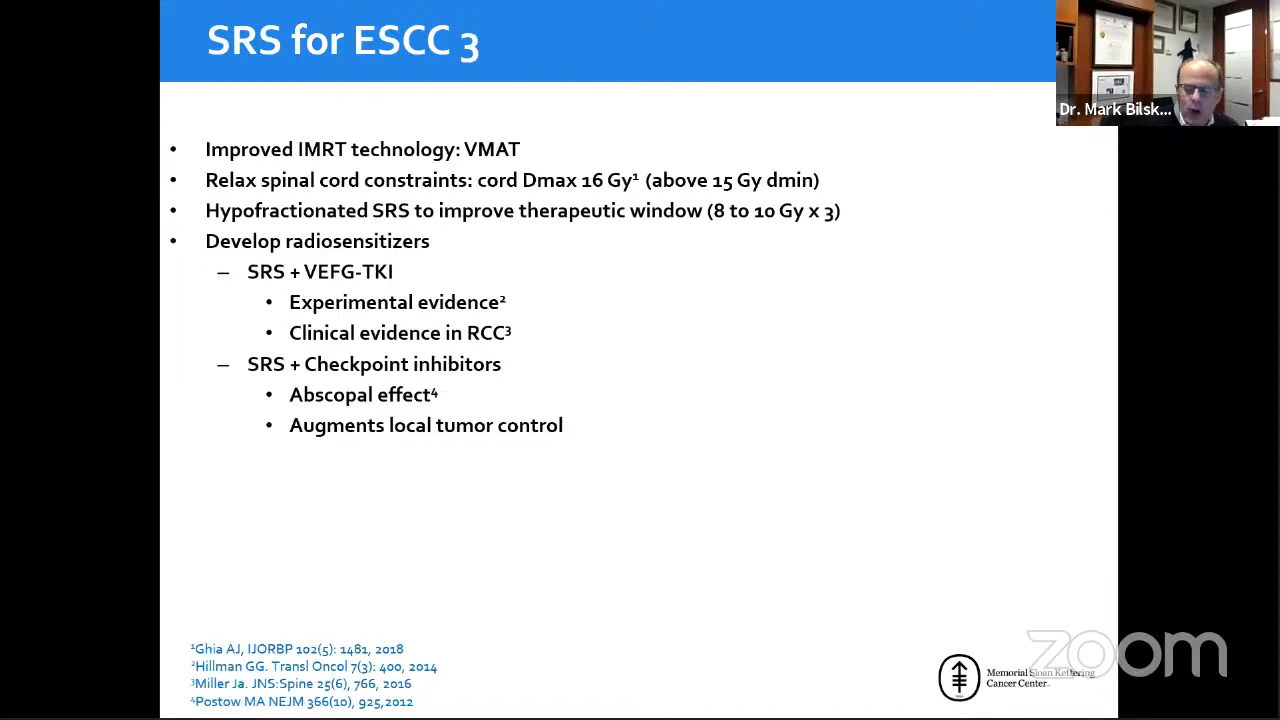 SRS for ESCC 3
Dr. Mark Bilsk...
• Improved IMRT technology: VMAT
• Relax spinal cord constraints: cord Dmax 16 Gy¹ (above 15 Gy dmin)
• Hypofractionated SRS to improve therapeutic window (8 to 10 Gy x 3)
• Develop radiosensitizers
– SRS + VEFG-TKI
• Experimental evidence²
• Clinical evidence in RCC³
– SRS + Checkpoint inhibitors
• Abscopal effect⁴
• Augments local tumor control
¹Ghia AJ, IJORBP 102(5): 1481, 2018
²Hillman GG. Transl Oncol 7(3): 400, 2014
³Miller Ja. JNS:Spine 25(6), 766, 2016
⁴Postow MA NEJM 366(10), 925,2012
Memorial Sloan Kettering
Cancer Center
zoom